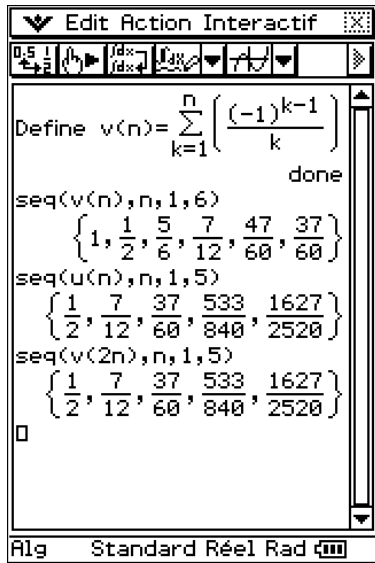 Edit Action Interactif
Define v(n)=∑_{k=1}^{n}((-1)^{k-1}/k)
done
seq(v(n),n,1,6)
{1, 1/2, 5/6, 7/12, 47/60, 37/60}
seq(u(n),n,1,5)
{1/2, 7/12, 37/60, 533/840, 1627/2520}
seq(v(2n),n,1,5)
{1/2, 7/12, 37/60, 533/840, 1627/2520}
Alg Standard Réel Rad